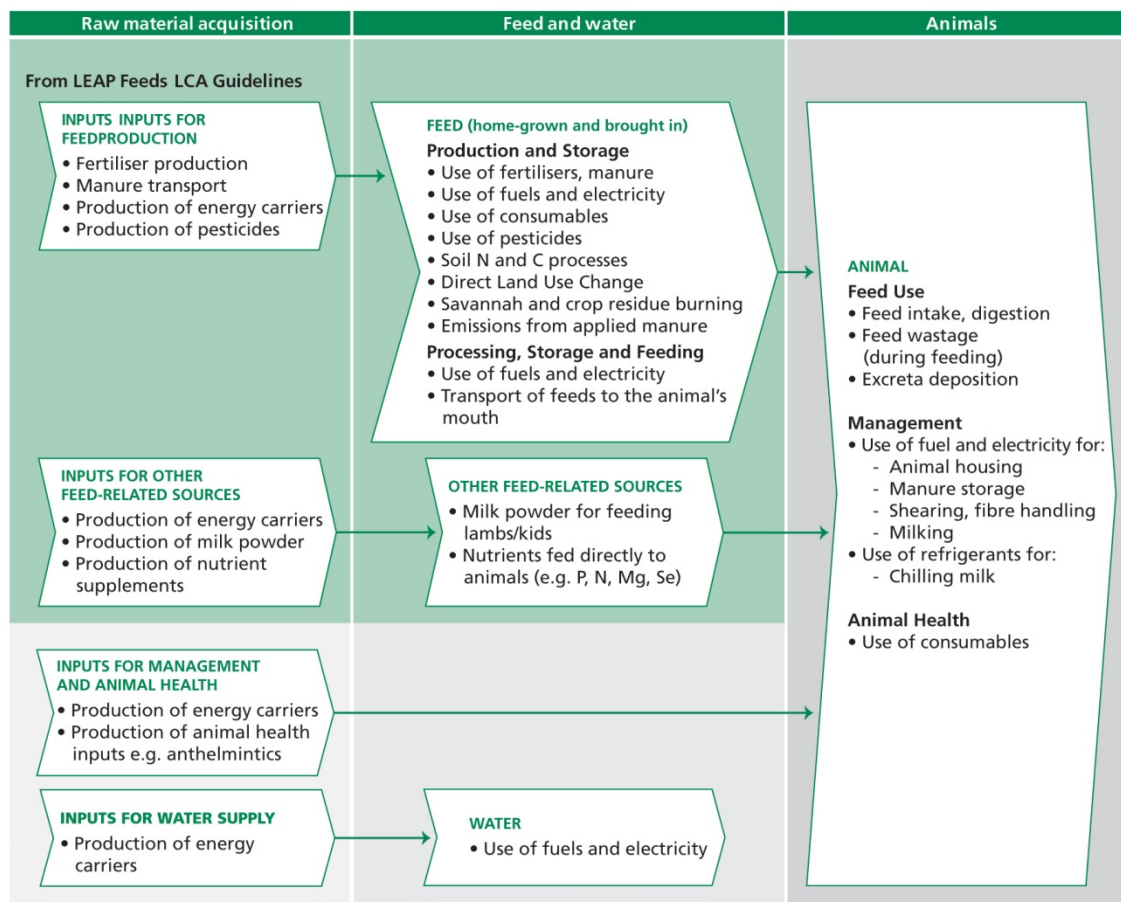 Raw material acquisition
Feed and water
Animals
From LEAP Feeds LCA Guidelines
INPUTS INPUTS FOR
FEEDPRODUCTION
• Fertiliser production
• Manure transport
• Production of energy carriers
• Production of pesticides
FEED (home-grown and brought in)
Production and Storage
• Use of fertilisers, manure
• Use of fuels and electricity
• Use of consumables
• Use of pesticides
• Soil N and C processes
• Direct Land Use Change
• Savannah and crop residue burning
• Emissions from applied manure
Processing, Storage and Feeding
• Use of fuels and electricity
• Transport of feeds to the animal's
mouth
INPUTS FOR OTHER
FEED-RELATED SOURCES
• Production of energy carriers
• Production of milk powder
• Production of nutrient
supplements
OTHER FEED-RELATED SOURCES
• Milk powder for feeding
lambs/kids
• Nutrients fed directly to
animals (e.g. P, N, Mg, Se)
INPUTS FOR MANAGEMENT
AND ANIMAL HEALTH
• Production of energy carriers
• Production of animal health
inputs e.g. anthelmintics
INPUTS FOR WATER SUPPLY
• Production of energy
carriers
WATER
• Use of fuels and electricity
ANIMAL
Feed Use
• Feed intake, digestion
• Feed wastage
(during feeding)
• Excreta deposition
Management
• Use of fuel and electricity for:
- Animal housing
- Manure storage
- Shearing, fibre handling
- Milking
• Use of refrigerants for:
- Chilling milk
Animal Health
• Use of consumables